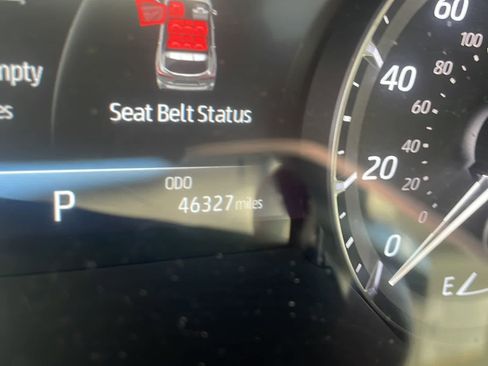 mpty
es
Seat Belt Status
P
ODO
46327 miles
60
100
80
40
60
40
20
20
0
0
E